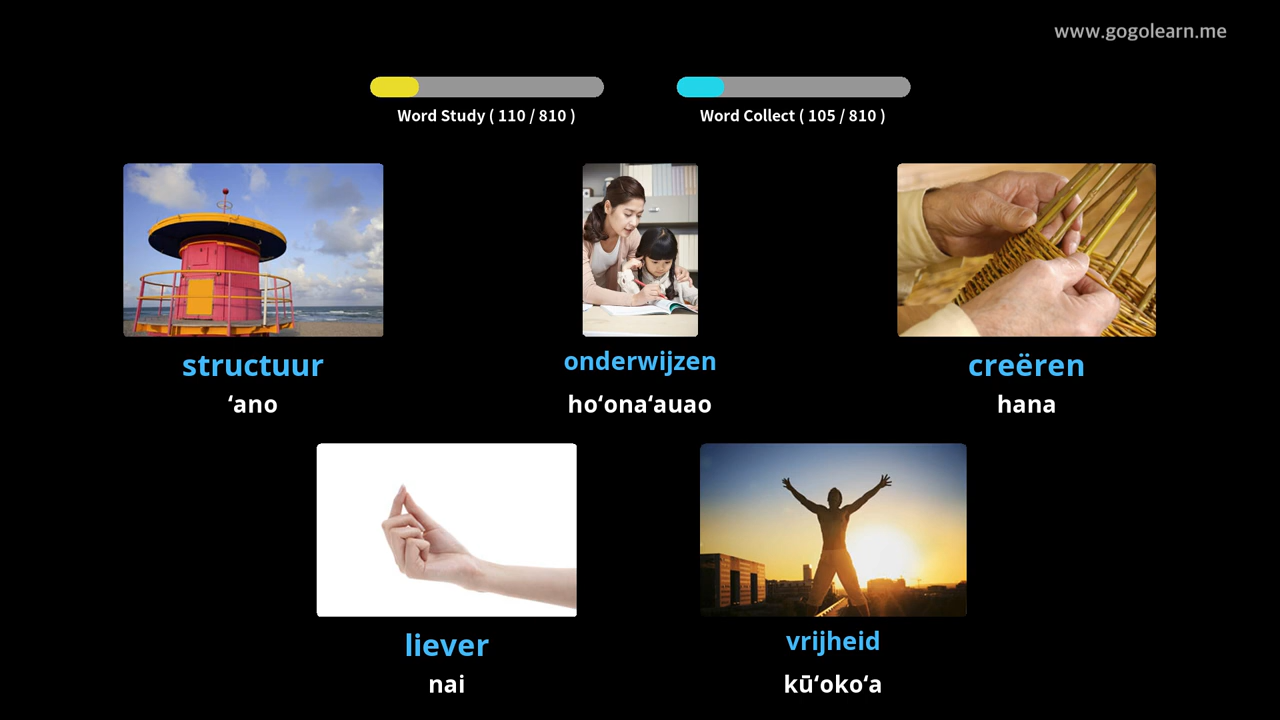 www.gogolearn.me
Word Study ( 110 / 810 )
Word Collect ( 105 / 810 )
structuur
ʻano
onderwijzen
hoʻonaʻauao
creëren
hana
liever
nai
vrijheid
kūʻokoʻa